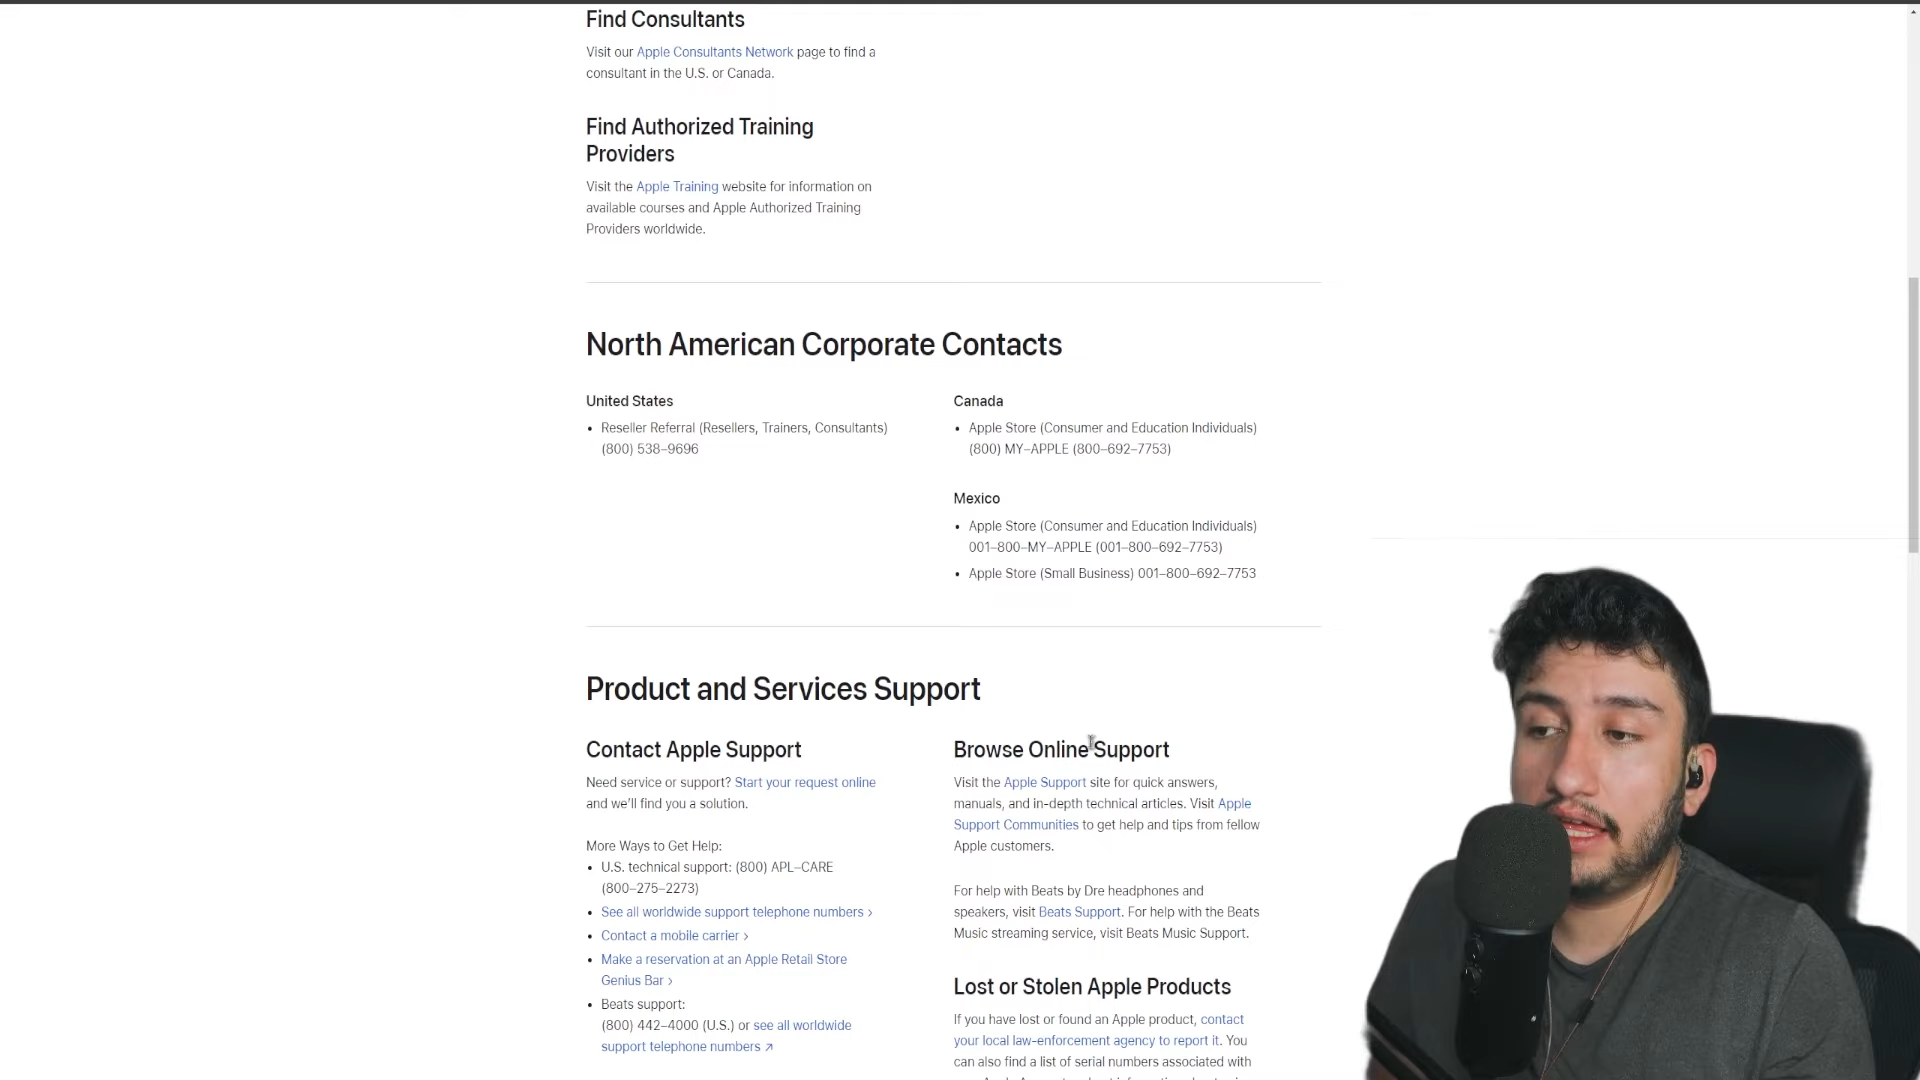 Find Consultants
Visit our Apple Consultants Network page to find a
consultant in the U.S. or Canada.
Find Authorized Training
Providers
Visit the Apple Training website for information on
available courses and Apple Authorized Training
Providers worldwide.
North American Corporate Contacts
United States
• Reseller Referral (Resellers, Trainers, Consultants)
(800) 538–9696
Canada
• Apple Store (Consumer and Education Individuals)
(800) MY–APPLE (800–692–7753)
Mexico
• Apple Store (Consumer and Education Individuals)
001–800–MY–APPLE (001–800–692–7753)
• Apple Store (Small Business) 001–800–692–7753
Product and Services Support
Contact Apple Support
Need service or support? Start your request online
and we’ll find you a solution.
More Ways to Get Help:
• U.S. technical support: (800) APL–CARE
(800–275–2273)
• See all worldwide support telephone numbers ›
• Contact a mobile carrier ›
• Make a reservation at an Apple Retail Store
Genius Bar ›
• Beats support:
(800) 442–4000 (U.S.) or see all worldwide
support telephone numbers ↗
Browse Online Support
Visit the Apple Support site for quick answers,
manuals, and in-depth technical articles. Visit Apple
Support Communities to get help and tips from fellow
Apple customers.
For help with Beats by Dre headphones and
speakers, visit Beats Support. For help with the Beats
Music streaming service, visit Beats Music Support.
Lost or Stolen Apple Products
If you have lost or found an Apple product, contact
your local law-enforcement agency to report it. You
can also find a list of serial numbers associated with